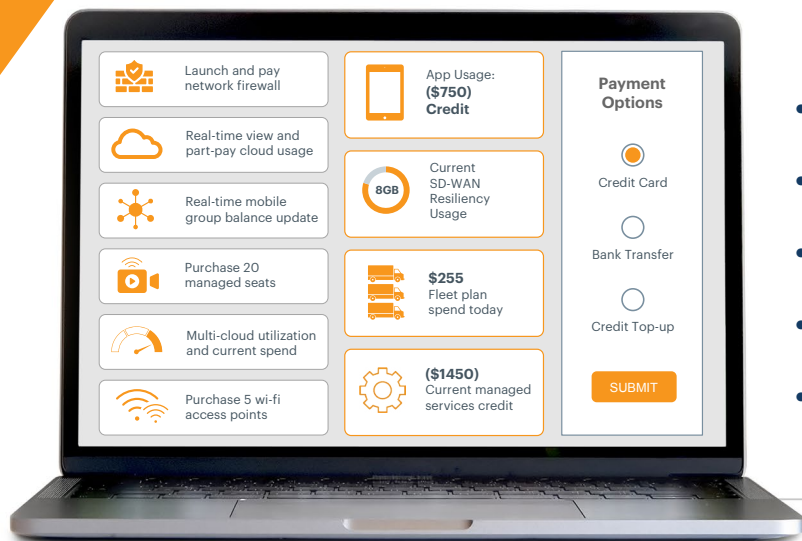 Launch and pay
network firewall
Real-time view and
part-pay cloud usage
Real-time mobile
group balance update
Purchase 20
managed seats
Multi-cloud utilization
and current spend
Purchase 5 wi-fi
access points
App Usage:
($750)
Credit
8GB
Current
SD-WAN
Resiliency
Usage
$255
Fleet plan
spend today
($1450)
Current managed
services credit
Payment
Options
Credit Card
Bank Transfer
Credit Top-up
SUBMIT